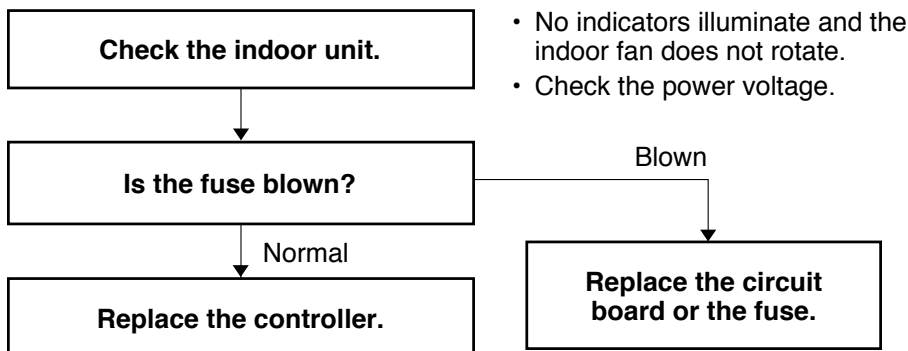 Check the indoor unit.
• No indicators illuminate and the
indoor fan does not rotate.
• Check the power voltage.
Is the fuse blown?
Blown
Normal
Replace the controller.
Replace the circuit
board or the fuse.